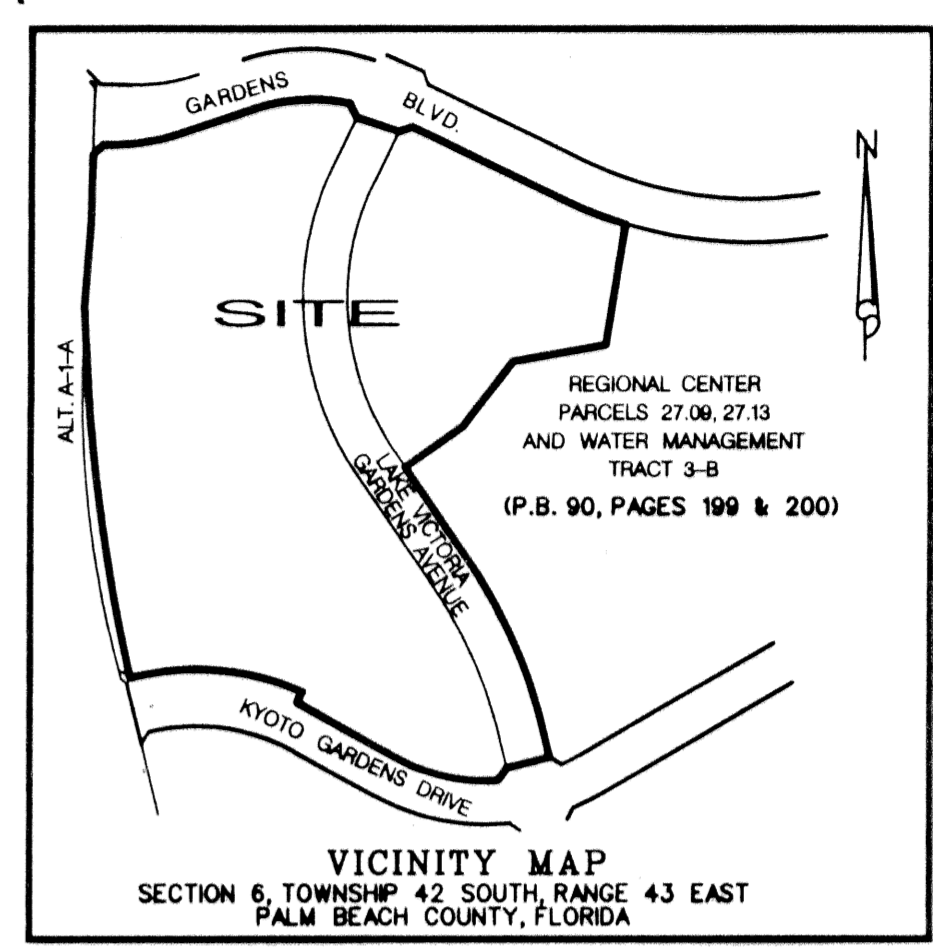 GARDENS BLVD.
N
SITE
ALT. A-1-A
REGIONAL CENTER
PARCELS 27.09, 27.13
AND WATER MANAGEMENT
TRACT 3-B
(P.B. 90, PAGES 199 & 200)
LAKE VICTORIA
GARDENS AVENUE
KYOTO GARDENS DRIVE
VICINITY MAP
SECTION 6, TOWNSHIP 42 SOUTH, RANGE 43 EAST
PALM BEACH COUNTY, FLORIDA